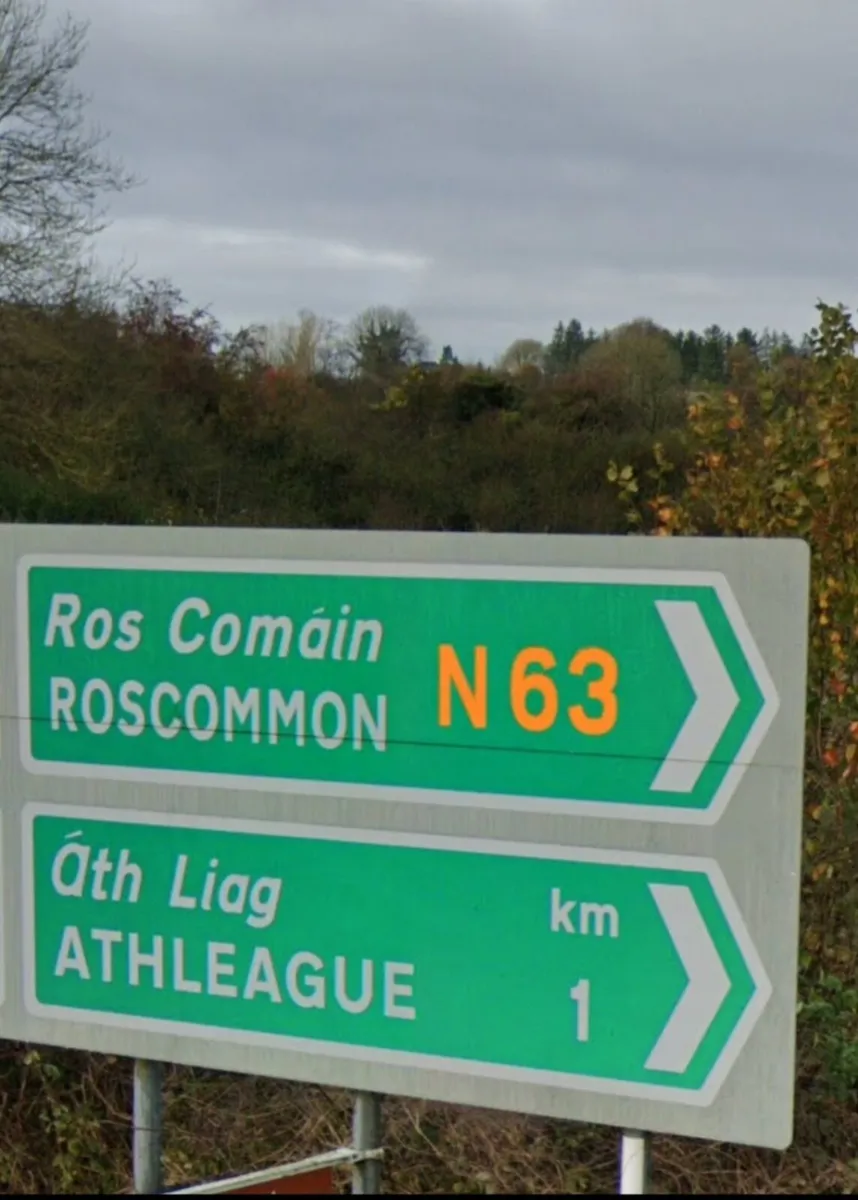 Ros Comáin
ROSCOMMON
N63
Áth Liag
ATHLEAGUE
km
1